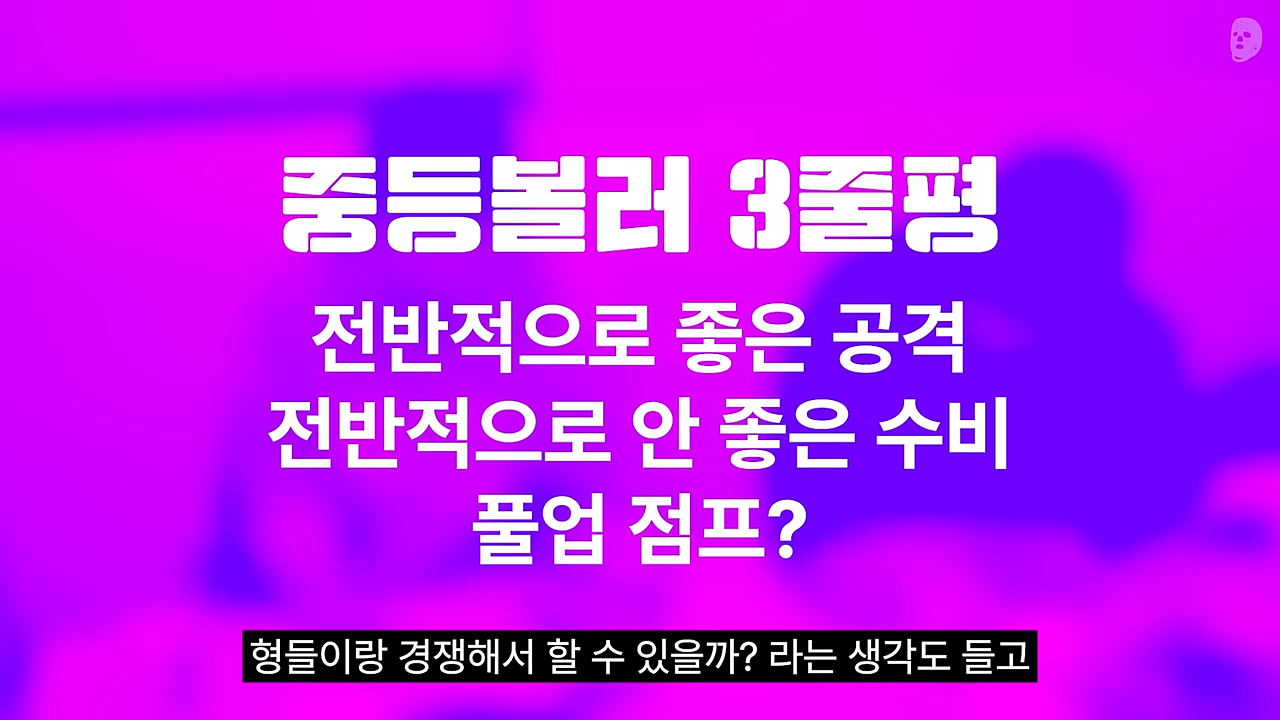 중등볼러 3줄평
전반적으로 좋은 공격
전반적으로 안 좋은 수비
풀업 점프?
형들이랑 경쟁해서 할 수 있을까? 라는 생각도 들고